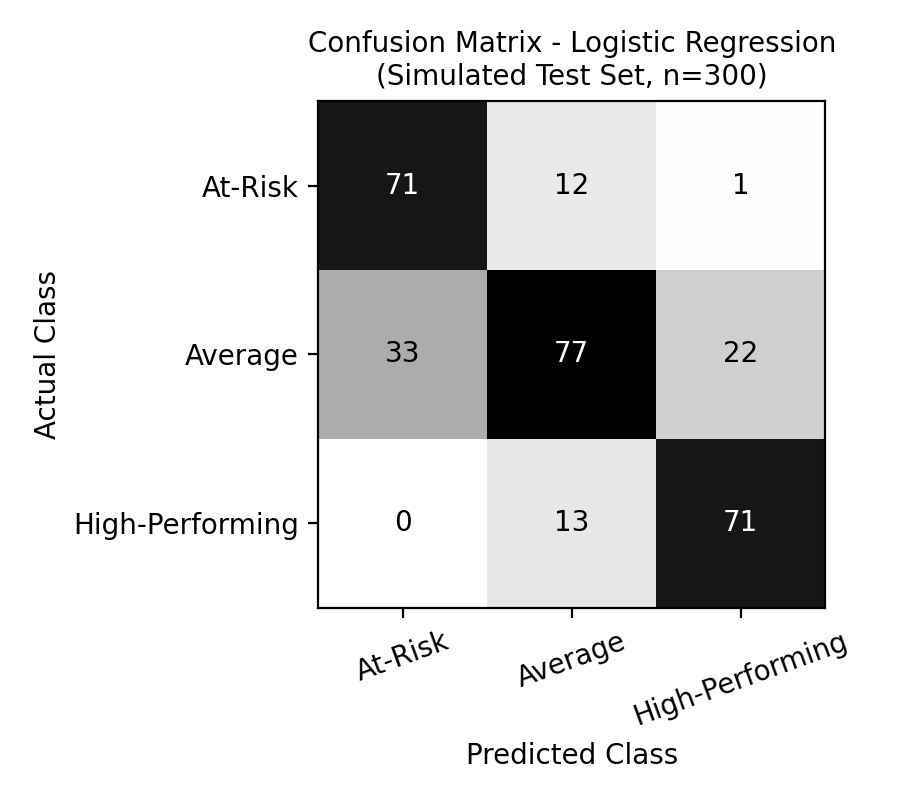 Confusion Matrix - Logistic Regression
(Simulated Test Set, n=300)
Actual Class
At-Risk 71 12 1
Average 33 77 22
High-Performing 0 13 71
At-Risk Average High-Performing
Predicted Class